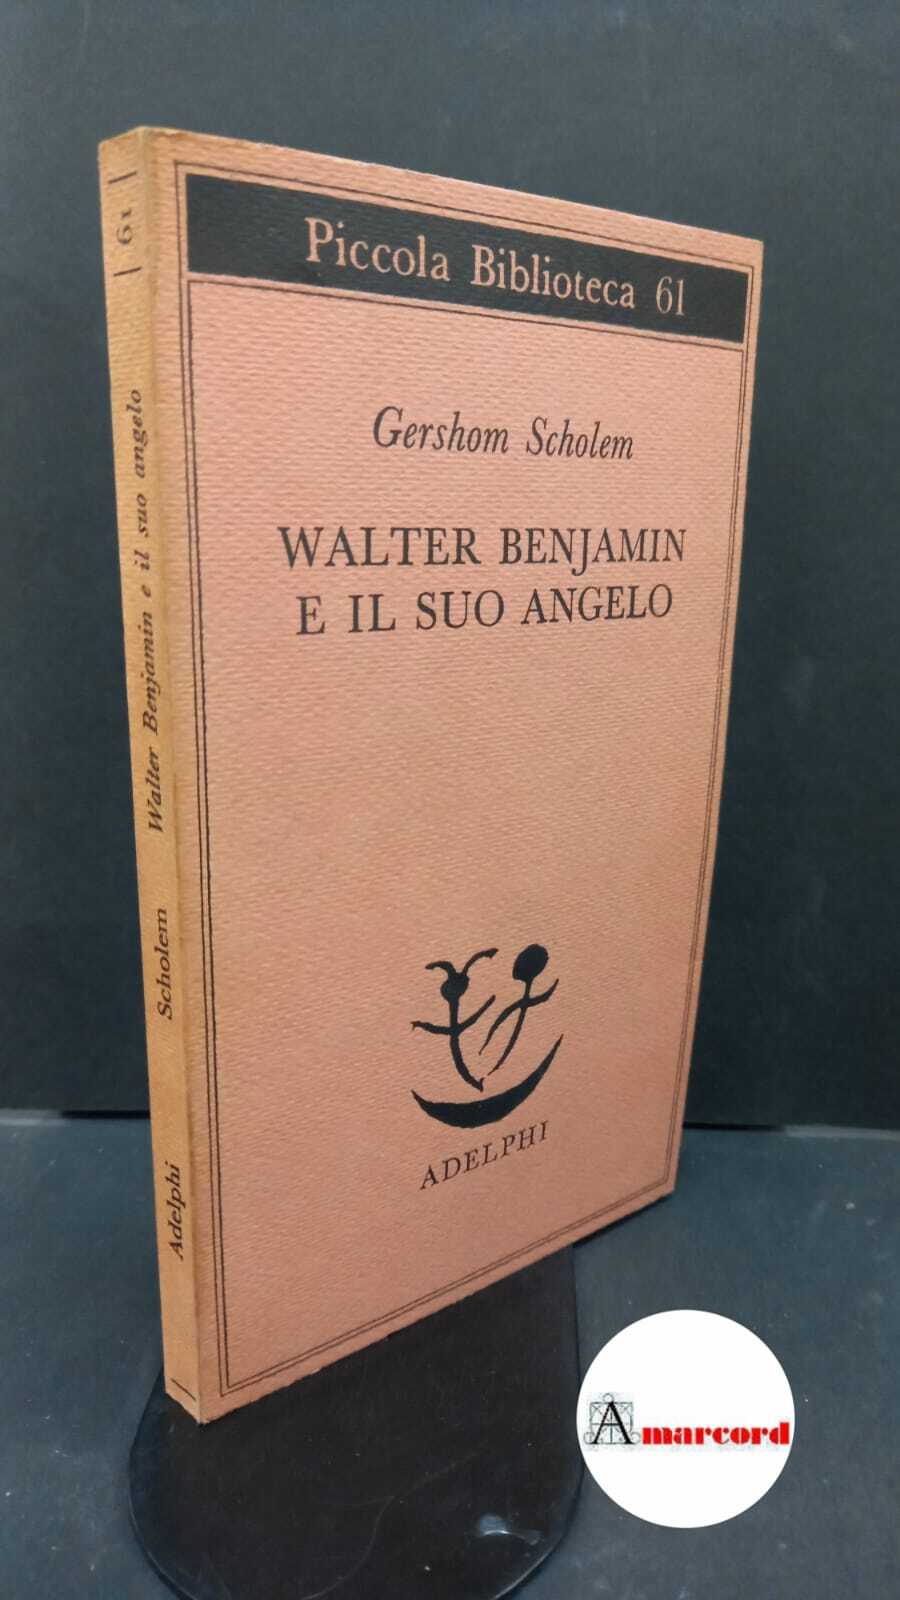 Piccola Biblioteca 61
Gershom Scholem
WALTER BENJAMIN
E IL SUO ANGELO
ADELPHI
| 61 |
Adelphi Scholem Walter Benjamin e il suo angelo
Amarcord